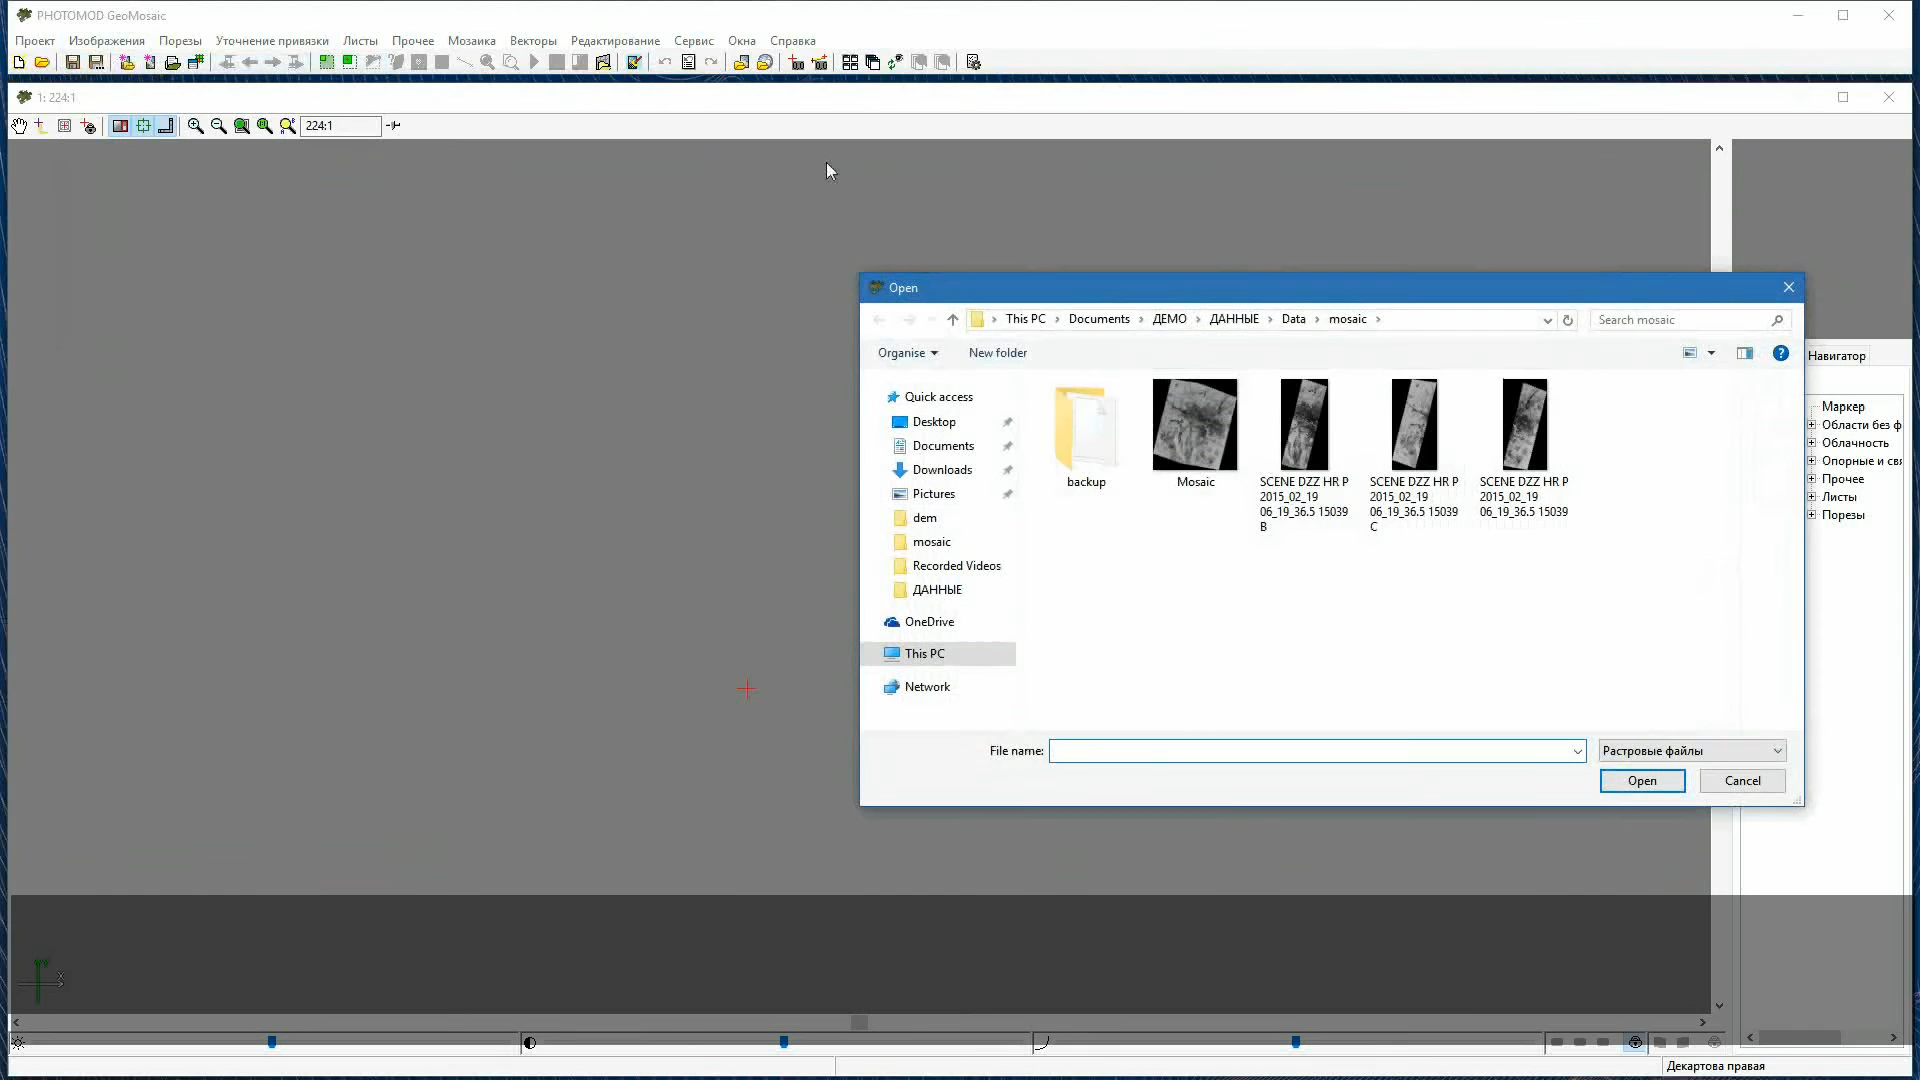 PHOTOMOD GeoMosaic
Проект Изображения Порезы Уточнение привязки Листы Прочее Мозаика Векторы Редактирование Сервис Окна Справка
1: 224:1
224:1
Open
This PC Documents ДЕМО ДАННЫЕ Data mosaic
Search mosaic
Organise New folder
Quick access
Desktop
Documents
Downloads
Pictures
dem
mosaic
Recorded Videos
ДАННЫЕ
OneDrive
This PC
Network
backup
Mosaic
SCENE DZZ HR P
2015_02_19
06_19_36.5 15039
B
SCENE DZZ HR P
2015_02_19
06_19_36.5 15039
C
SCENE DZZ HR P
2015_02_19
06_19_36.5 15039
File name:
Растровые файлы
Open Cancel
Навигатор
Маркер
Области без ф
Облачность
Опорные и свя
Прочее
Листы
Порезы
X
Декартова правая